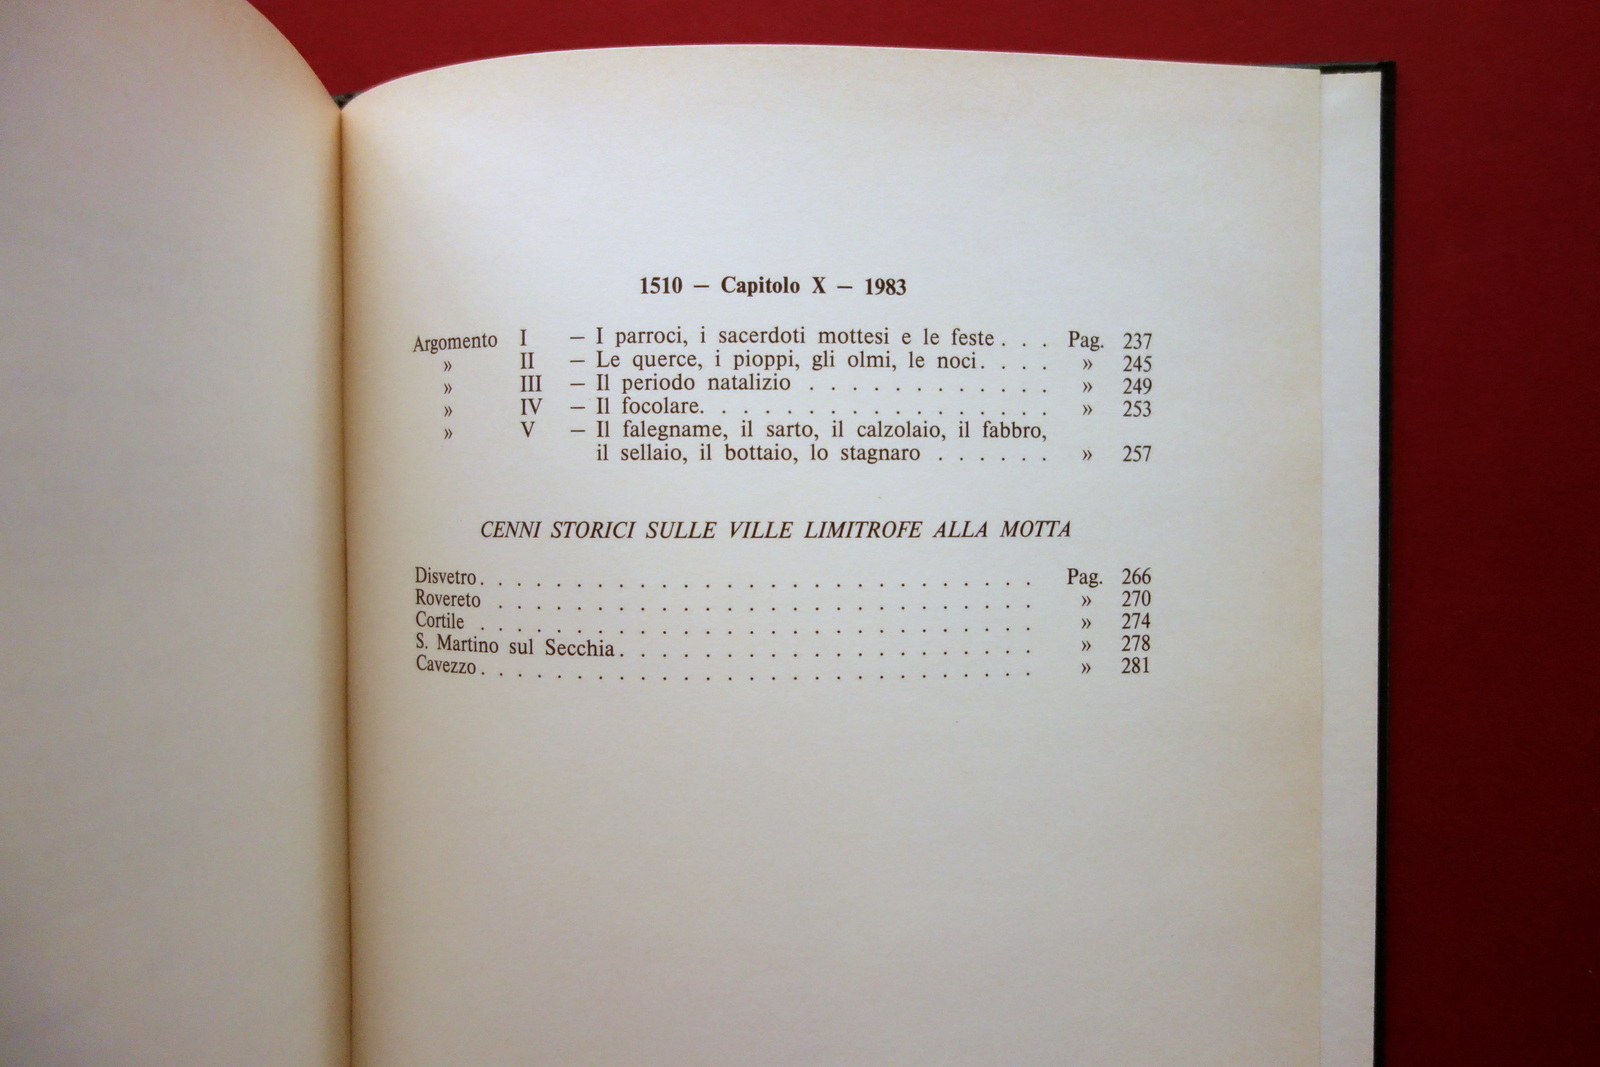 1510 — Capitolo X — 1983
Argomento I — I parroci, i sacerdoti mottesi e le feste . . . Pag. 237
» II — Le querce, i pioppi, gli olmi, le noci . . . . » 245
» III — Il periodo natalizio . . . . . . . . . . . . » 249
» IV — Il focolare. . . . . . . . . . . . . . . . . » 253
» V — Il falegname, il sarto, il calzolaio, il fabbro,
il sellaio, il bottaio, lo stagnaro . . . . . . » 257
CENNI STORICI SULLE VILLE LIMITROFE ALLA MOTTA
Disvetro . . . . . . . . . . . . . . . . . . . . . . . . . . . . Pag. 266
Rovereto . . . . . . . . . . . . . . . . . . . . . . . . . . . » 270
Cortile . . . . . . . . . . . . . . . . . . . . . . . . . . . . » 274
S. Martino sul Secchia . . . . . . . . . . . . . . . . . . . . » 278
Cavezzo . . . . . . . . . . . . . . . . . . . . . . . . . . . . » 281